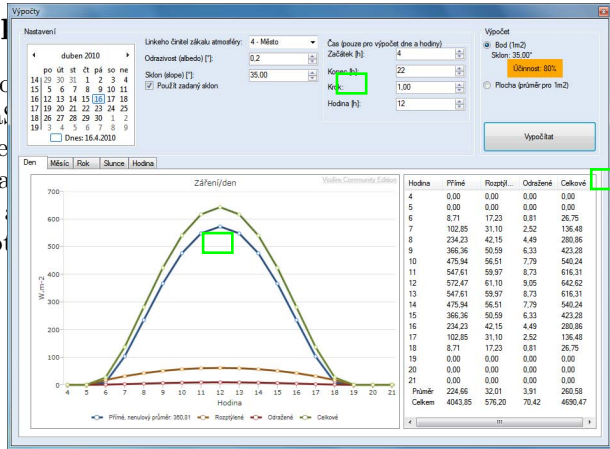 Výpočty
Nastavení
duben 2010
po út st čt pá so ne
14 29 30 31 1 2 3 4
15 5 6 7 8 9 10 11
16 12 13 14 15 16 17 18
17 19 20 21 22 23 24 25
18 26 27 28 29 30 1 2
19 3 4 5 6 7 8 9
Dnes: 16.4.2010
Linkeho činitel zákalu atmosféry: 4 - Město
Odrazivost (albedo) [°]: 0,2
Sklon (slope) [°]: 35,00
Použít zadaný sklon
Čas (pouze pro výpočet dne a hodiny)
Začátek [h]: 4
Konec [h]: 22
Krok: 1,00
Hodina [h]: 12
Výpočet
Bod (1m2)
Sklon: 35,00°
Účinnost: 80%
Plocha (průměr pro 1m2)
Vypočítat
Den Měsíc Rok Slunce Hodina
Záření/den
Visifire Community Edition
W.m-2
700
600
500
400
300
200
100
0
4 5 6 7 8 9 10 11 12 13 14 15 16 17 18 19 20 21
Hodina
Přímé, nenulový průměr: 360,81 Rozptýlené Odražené Celkové
Hodina Přímé Rozptýl... Odražené Celkové
4 0,00 0,00 0,00 0,00
5 0,00 0,00 0,00 0,00
6 8,71 17,23 0,81 26,75
7 102,85 31,10 2,52 136,48
8 234,23 42,15 4,49 280,86
9 366,36 50,59 6,33 423,28
10 475,94 56,51 7,79 540,24
11 547,61 59,97 8,73 616,31
12 572,47 61,10 9,05 642,62
13 547,61 59,97 8,73 616,31
14 475,94 56,51 7,79 540,24
15 366,36 50,59 6,33 423,28
16 234,23 42,15 4,49 280,86
17 102,85 31,10 2,52 136,48
18 8,71 17,23 0,81 26,75
19 0,00 0,00 0,00 0,00
20 0,00 0,00 0,00 0,00
21 0,00 0,00 0,00 0,00
Průměr 224,66 32,01 3,91 260,58
Celkem 4043,85 576,20 70,42 4690,47